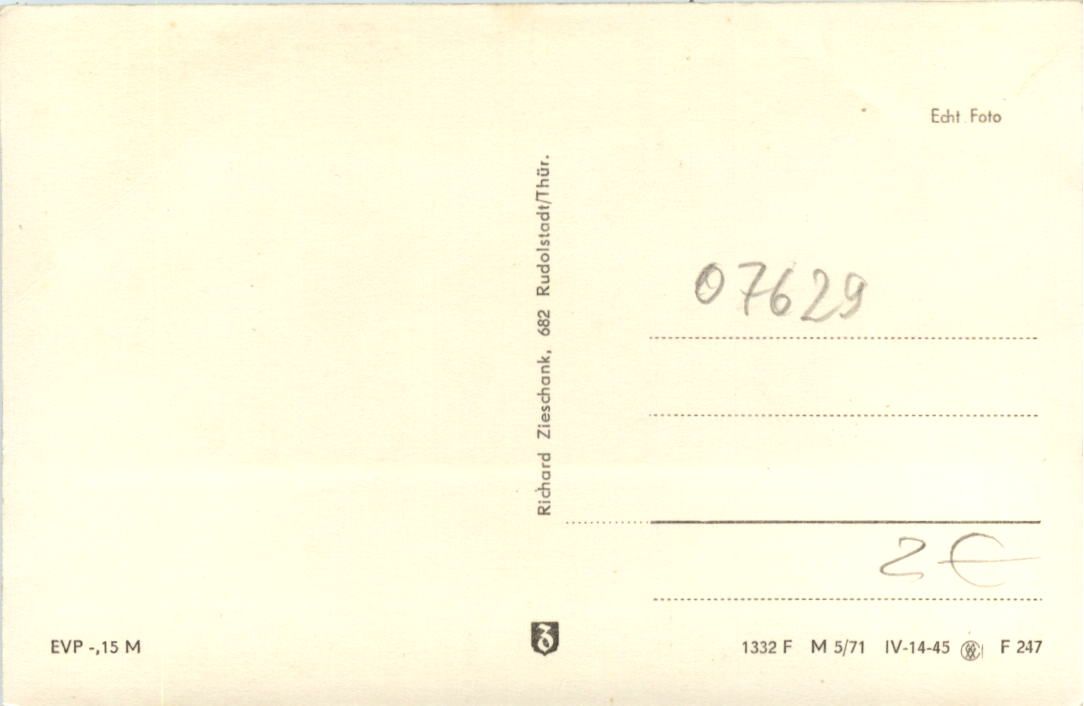 Echt Foto
Richard Zieschank, 682 Rudolstadt/Thür.
07629
2 €
EVP -,15 M
1332 F M 5/71 IV-14-45 F 247